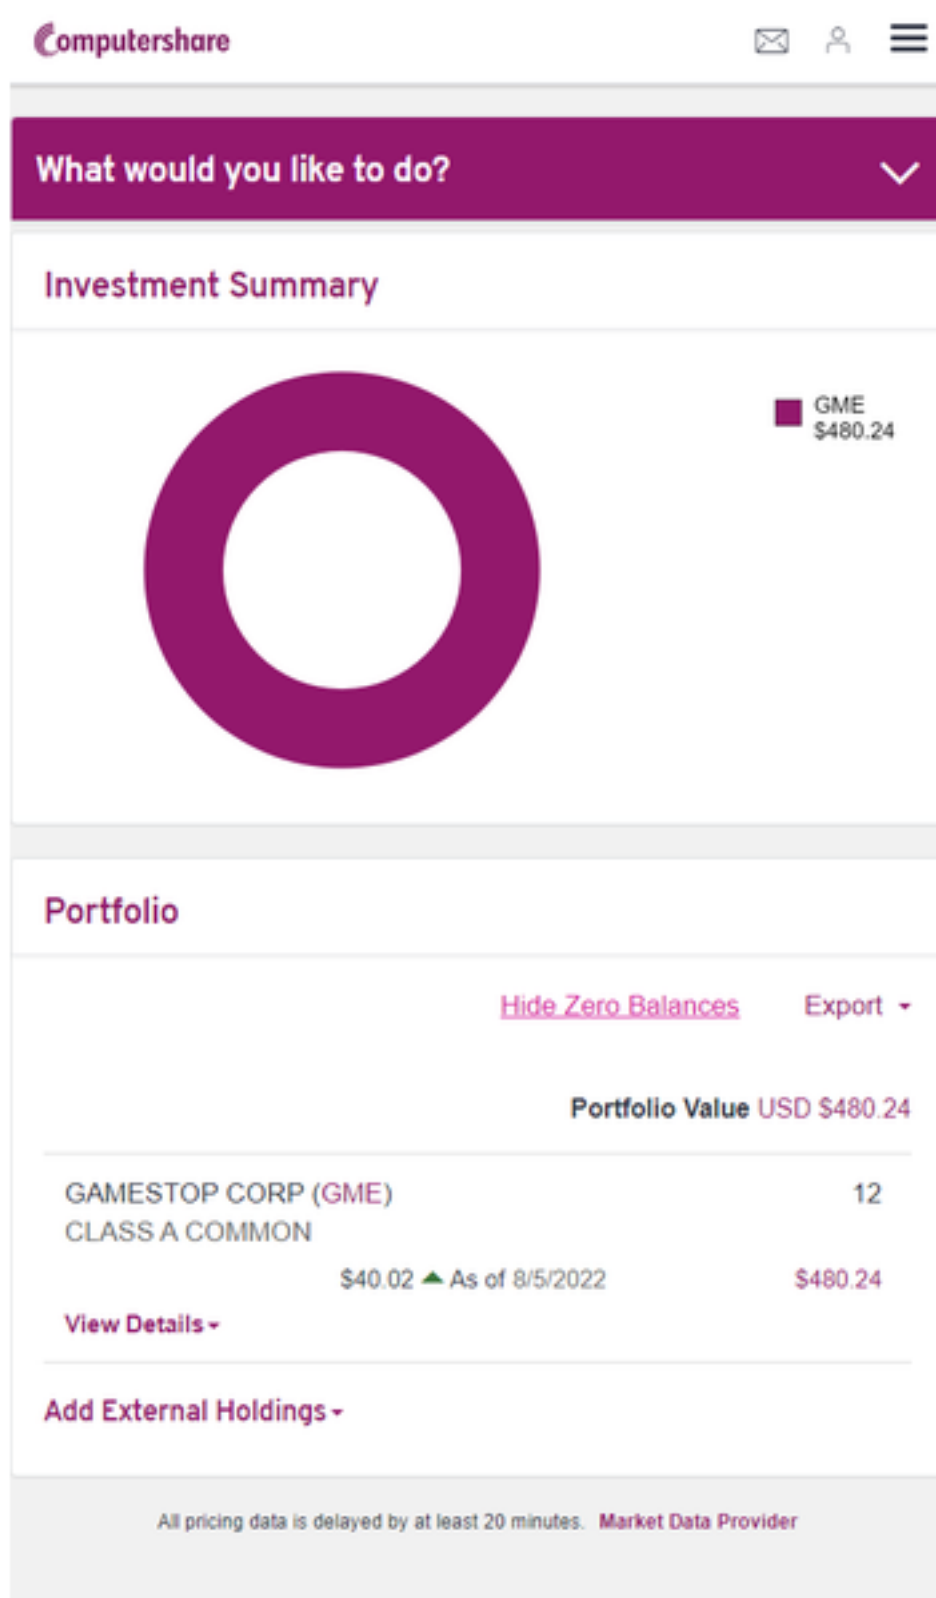 Computershare
What would you like to do?
Investment Summary
GME
$480.24
Portfolio
Hide Zero Balances Export
Portfolio Value USD $480.24
GAMESTOP CORP (GME) 12
CLASS A COMMON
$40.02 As of 8/5/2022 $480.24
View Details
Add External Holdings
All pricing data is delayed by at least 20 minutes. Market Data Provider